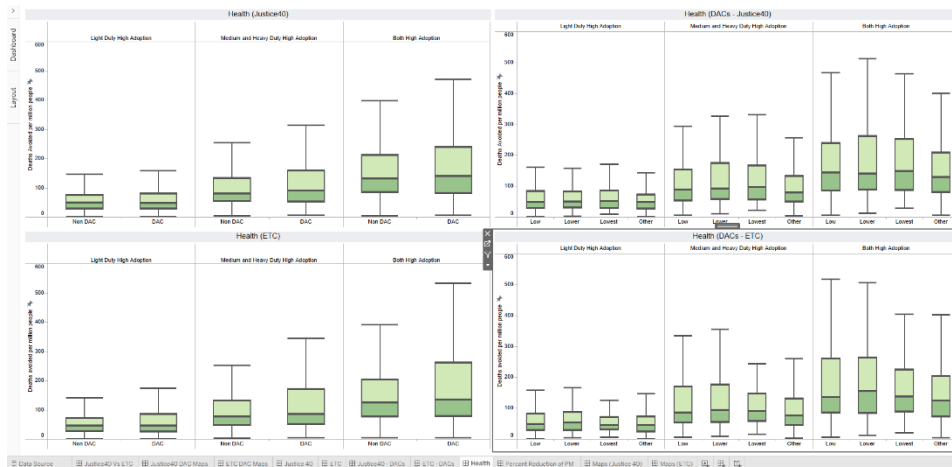 Dashboard
Layout
Health (Justice40)
Light Duty High Adoption
Medium and Heavy Duty High Adoption
Both High Adoption
Deaths Avoided per million people
600
500
400
300
200
100
0
Non DAC
DAC
Non DAC
DAC
Non DAC
DAC
Health (DACs - Justice40)
Light Duty High Adoption
Medium and Heavy Duty High Adoption
Both High Adoption
Deaths Avoided per million people
600
500
400
300
200
100
0
Low
Lower
Lowest
Other
Low
Lower
Lowest
Other
Low
Lower
Lowest
Other
Health (ETC)
Light Duty High Adoption
Medium and Heavy Duty High Adoption
Both High Adoption
Deaths avoided per million people
600
500
400
300
200
100
0
Non DAC
DAC
Non DAC
DAC
Non DAC
DAC
Health (DACs - ETC)
Light Duty High Adoption
Medium and Heavy Duty High Adoption
Both High Adoption
Deaths avoided per million people
600
500
400
300
200
100
0
Low
Lower
Lowest
Other
Low
Lower
Lowest
Other
Low
Lower
Lowest
Other
Data Source
Justice40 Vs ETC
Justice40 DAC Maps
ETC DAC Maps
Justice 40
ETC
Justice40 - DACs
ETC - DACs
Health
Percent Reduction of PM
Maps (Justice 40)
Maps (ETC)